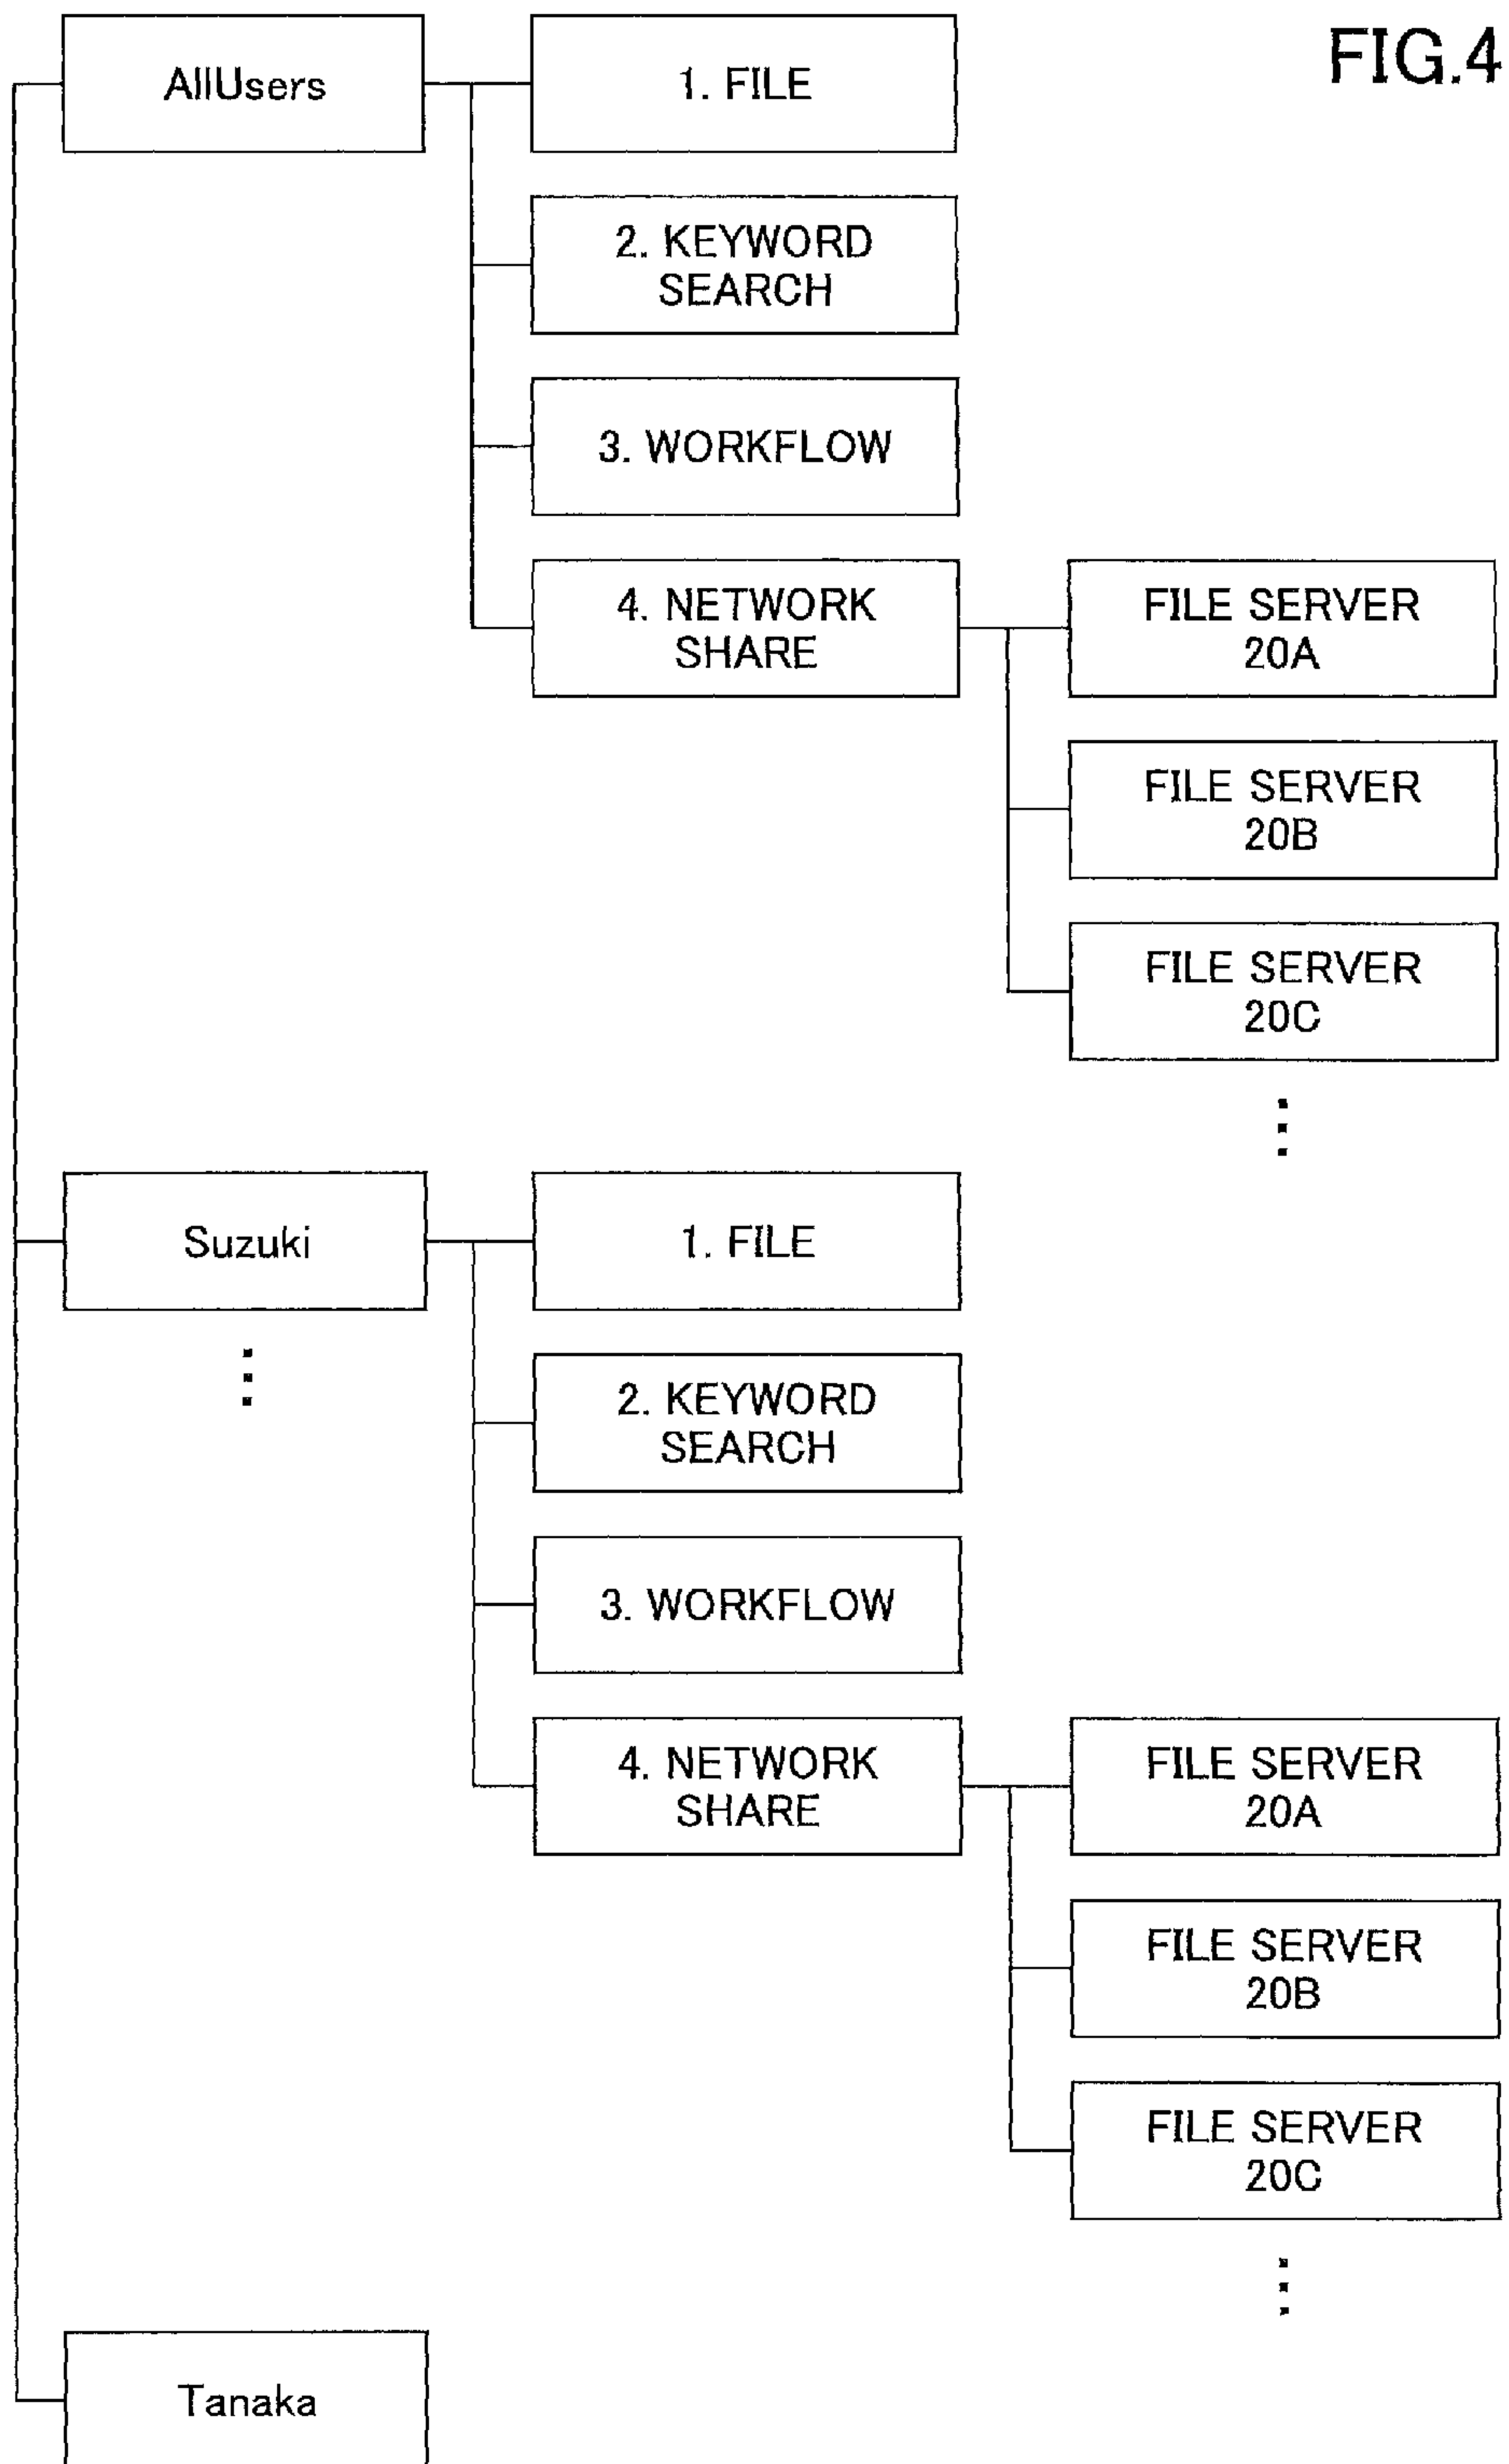 FIG.4
AllUsers
1. FILE
2. KEYWORD
SEARCH
3. WORKFLOW
4. NETWORK
SHARE
FILE SERVER
20A
FILE SERVER
20B
FILE SERVER
20C
Suzuki
1. FILE
2. KEYWORD
SEARCH
3. WORKFLOW
4. NETWORK
SHARE
FILE SERVER
20A
FILE SERVER
20B
FILE SERVER
20C
Tanaka